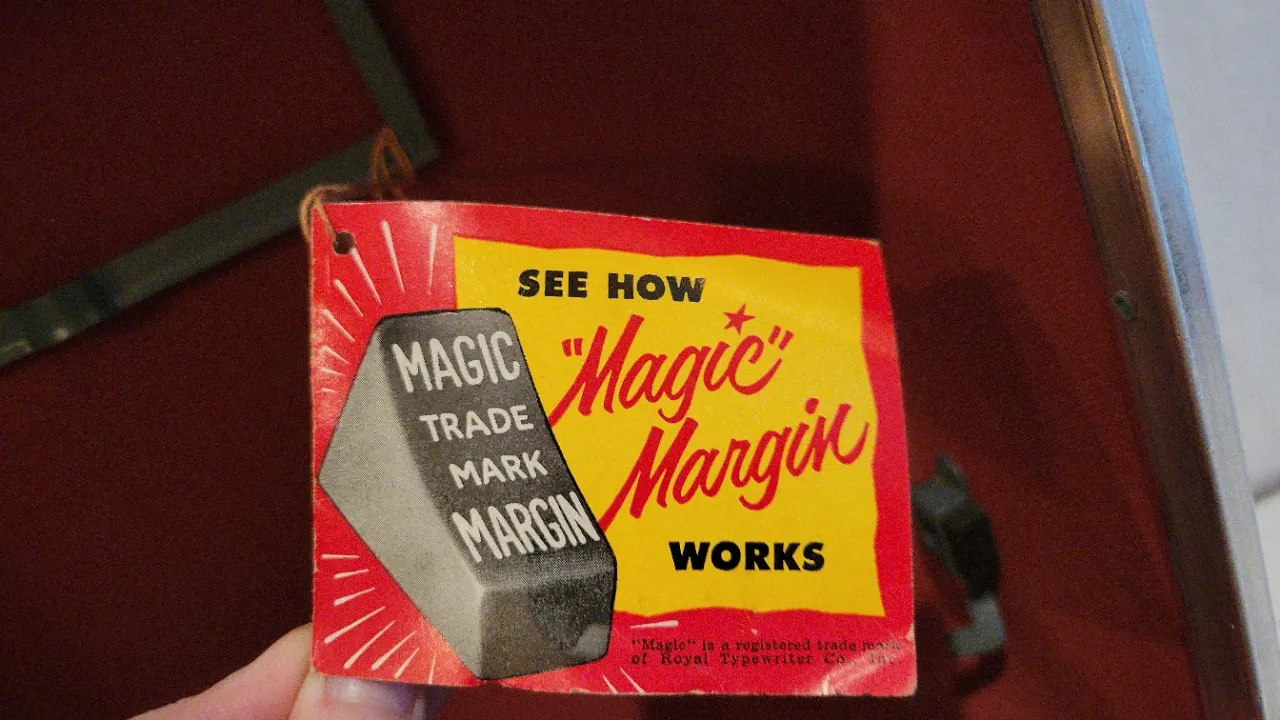 SEE HOW
"Magic"
Margin
WORKS
MAGIC
TRADE
MARK
MARGIN
"Magic" is a registered trade mark
of Royal Typewriter Co., Inc.